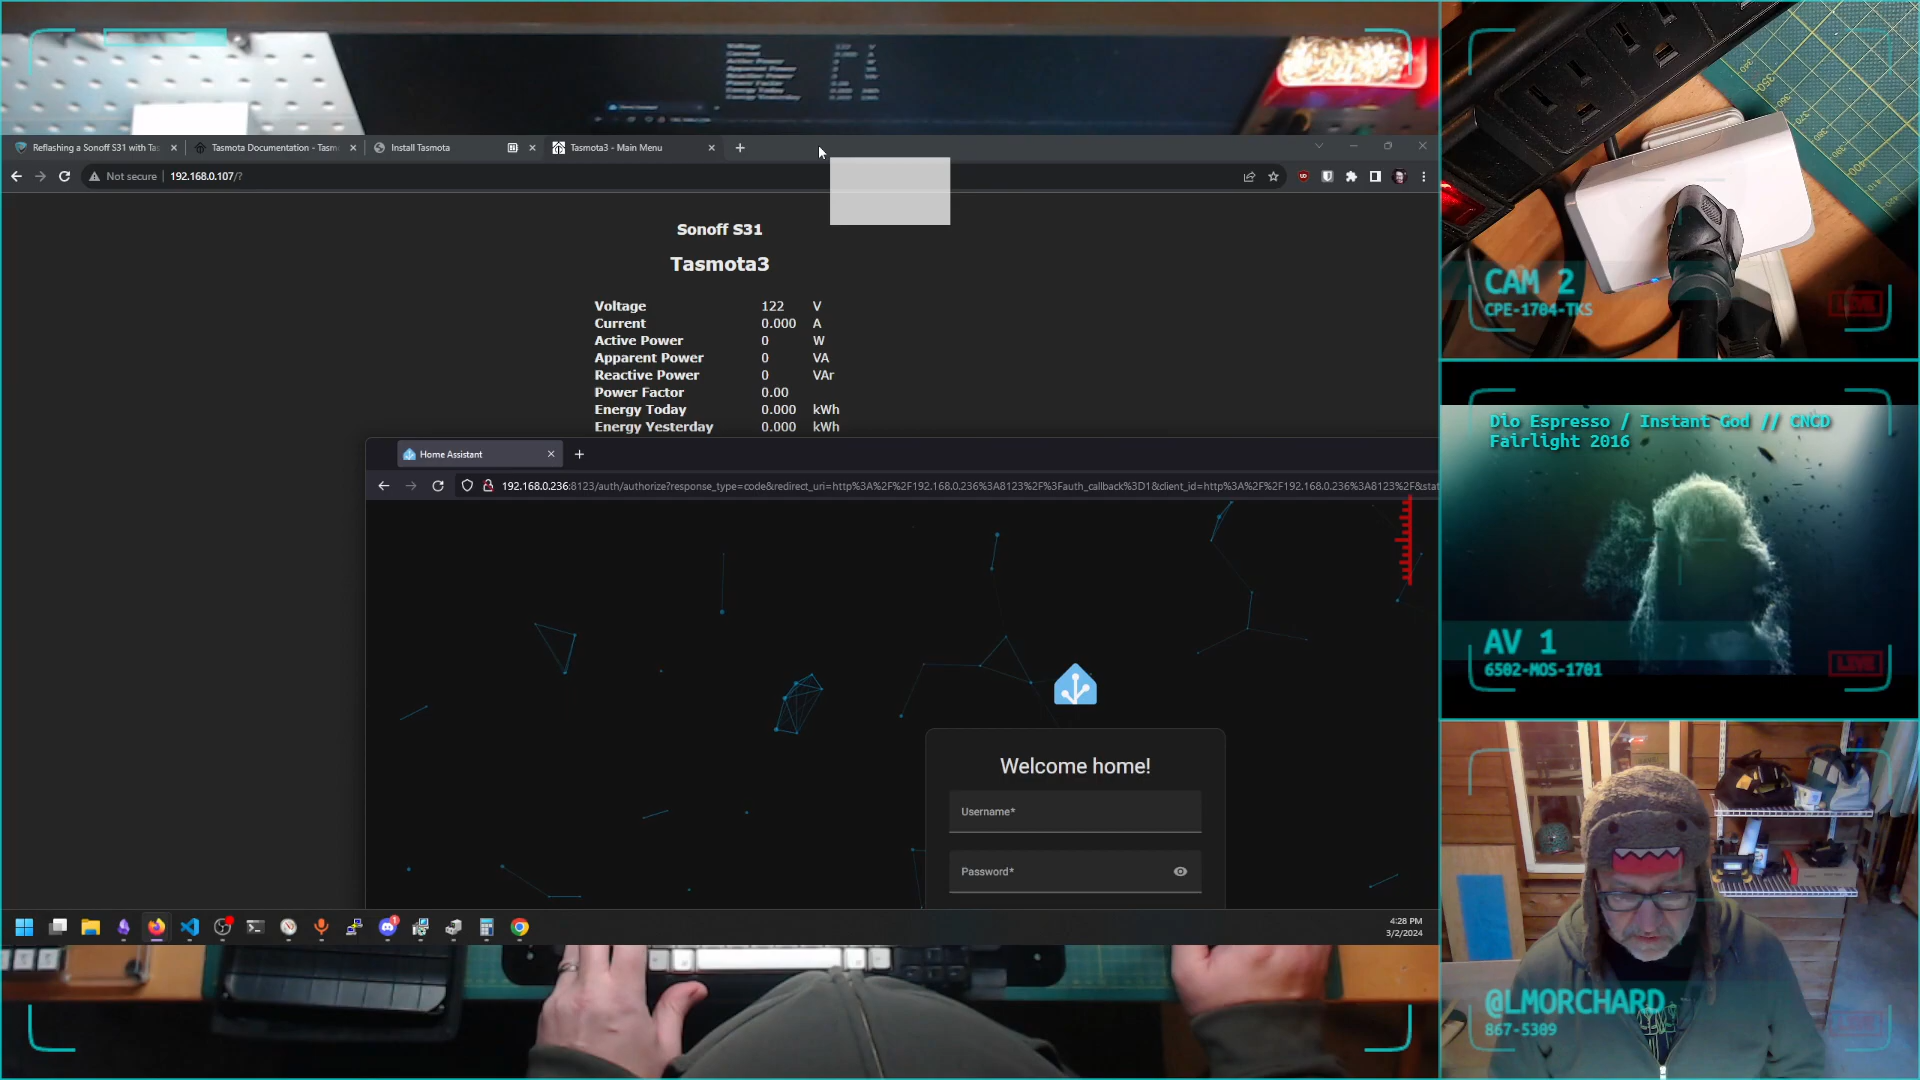 Voltage 122 V
Reflashing a Sonoff S31 with Tas
Tasmota Documentation - Tasm
Install Tasmota
Tasmota3 - Main Menu
Not secure
192.168.0.107/?
Sonoff S31
Tasmota3
Voltage 122 V
Current 0.000 A
Active Power 0 W
Apparent Power 0 VA
Reactive Power 0 VAr
Power Factor 0.00
Energy Today 0.000 kWh
Energy Yesterday 0.000 kWh
Home Assistant
192.168.0.236:8123/auth/authorize?response_type=code&redirect_uri=http%3A%2F%2F192.168.0.236%3A8123%2F%3Fauth_callback%3D1&client_id=http%3A%2F%2F192.168.0.236%3A8123%2F&stat
Welcome home!
Username*
Password*
1
4:28 PM
3/2/2024
CAM 2
CPE-1704-TKS
LIVE
Dio Espresso / Instant God // CNCD
Fairlight 2016
AV 1
6502-MOS-1701
LIVE
@LMORCHARD
867-5309